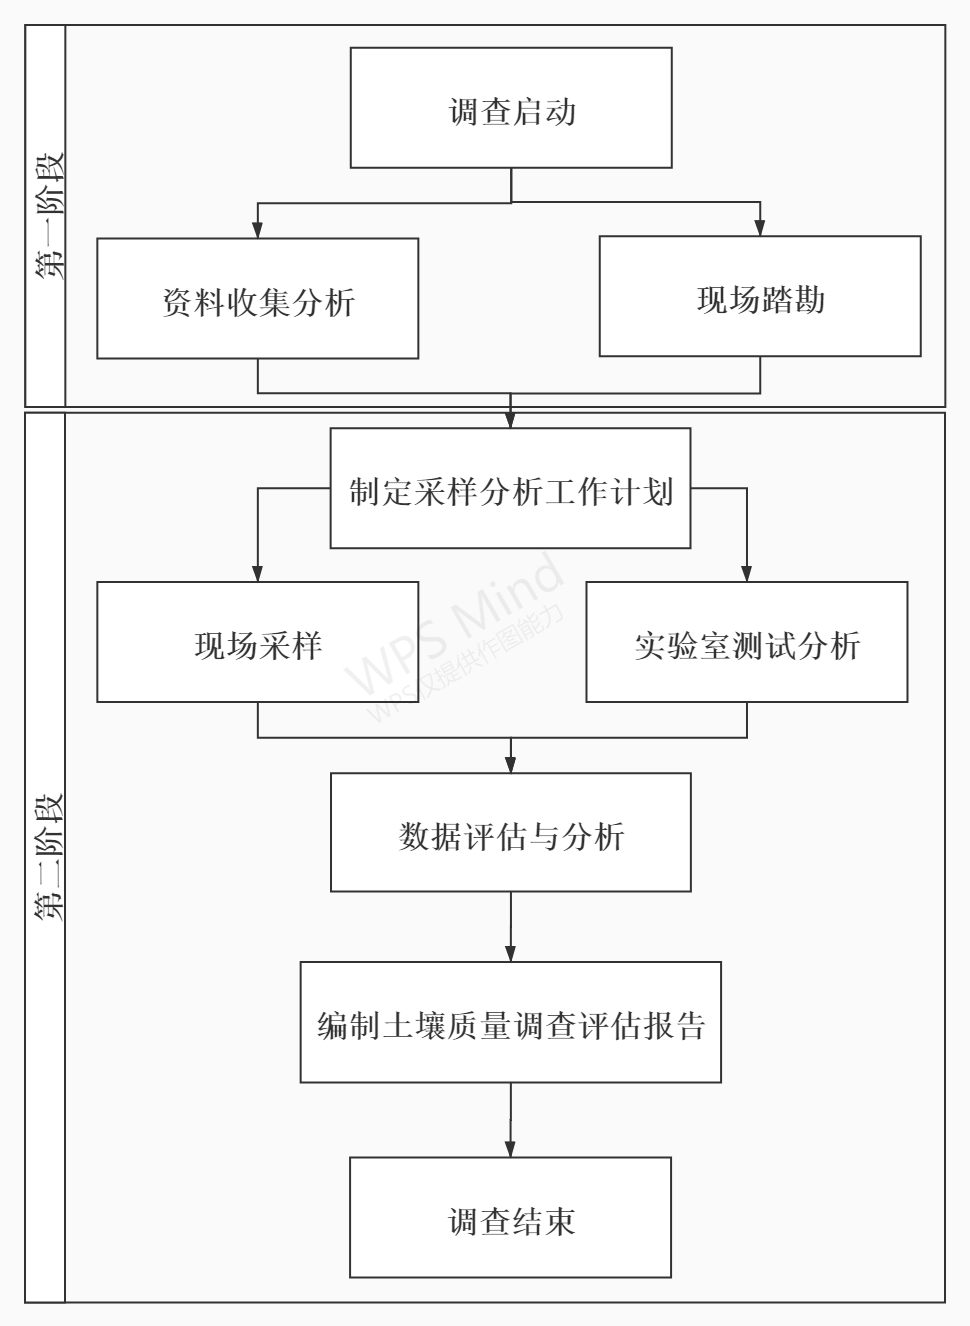 第一阶段
调查启动
资料收集分析
现场踏勘
第二阶段
制定采样分析工作计划
现场采样
实验室测试分析
WPS Mind
WPS仅提供作图能力
数据评估与分析
编制土壤质量调查评估报告
调查结束